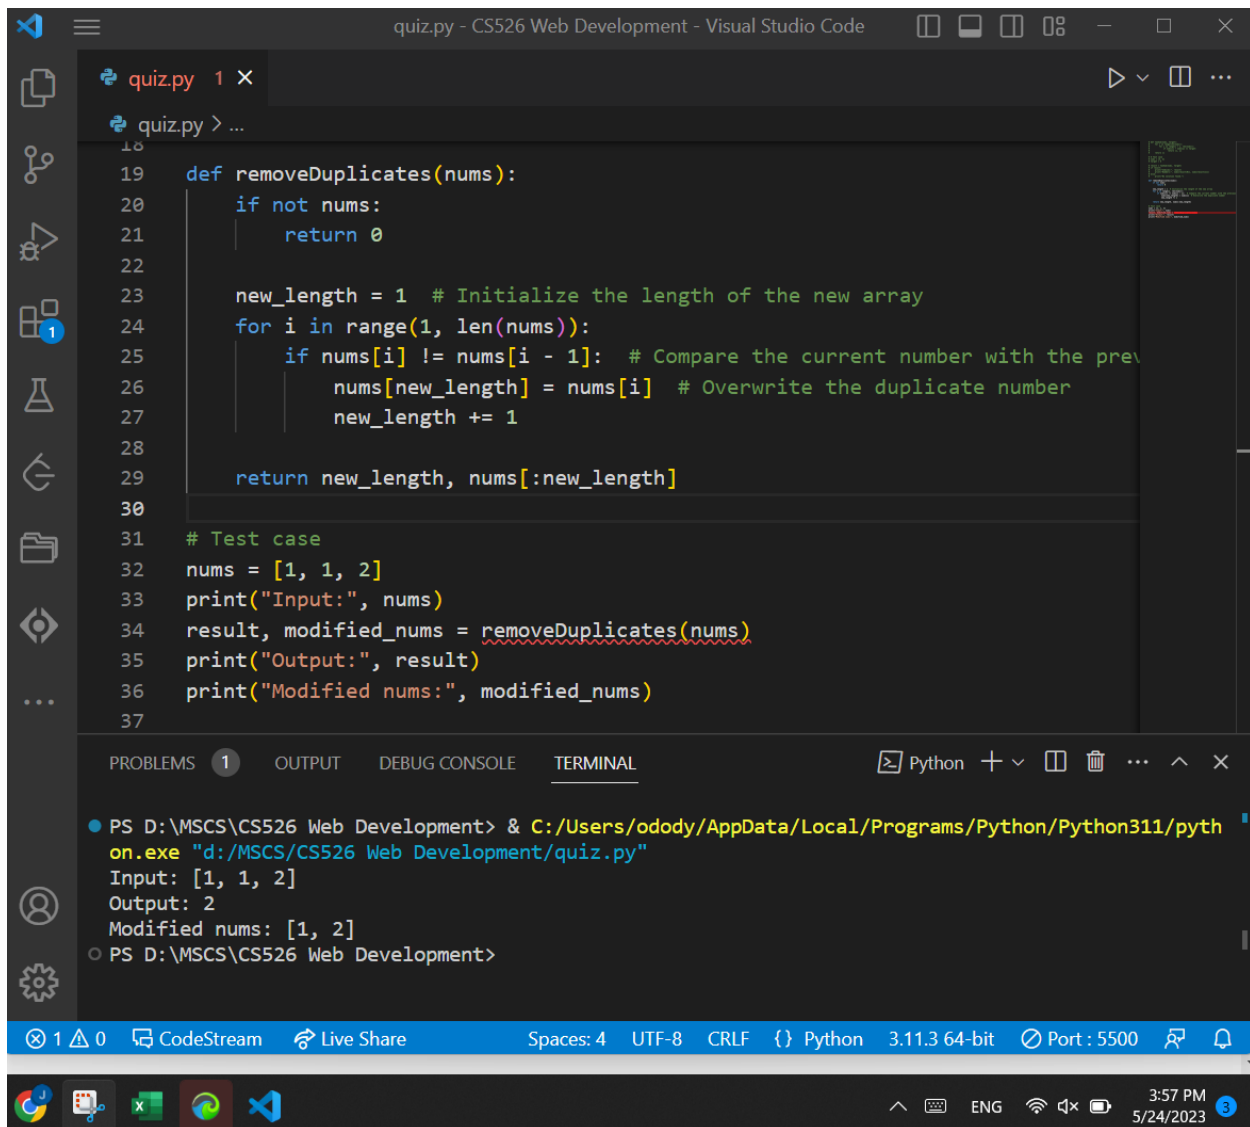 quiz.py - CS526 Web Development - Visual Studio Code
quiz.py 1
quiz.py > ...
18
19 def removeDuplicates(nums):
20     if not nums:
21         return 0
22
23     new_length = 1  # Initialize the length of the new array
24     for i in range(1, len(nums)):
25         if nums[i] != nums[i - 1]:  # Compare the current number with the prev
26             nums[new_length] = nums[i]  # Overwrite the duplicate number
27             new_length += 1
28
29     return new_length, nums[:new_length]
30
31 # Test case
32 nums = [1, 1, 2]
33 print("Input:", nums)
34 result, modified_nums = removeDuplicates(nums)
35 print("Output:", result)
36 print("Modified nums:", modified_nums)
37
1
PROBLEMS 1 OUTPUT DEBUG CONSOLE TERMINAL Python
PS D:\MSCS\CS526 Web Development> & C:/Users/odody/AppData/Local/Programs/Python/Python311/pyth
on.exe "d:/MSCS/CS526 Web Development/quiz.py"
Input: [1, 1, 2]
Output: 2
Modified nums: [1, 2]
PS D:\MSCS\CS526 Web Development>
1 0 CodeStream Live Share Spaces: 4 UTF-8 CRLF {} Python 3.11.3 64-bit Port : 5500
J X ENG 3:57 PM
5/24/2023 3